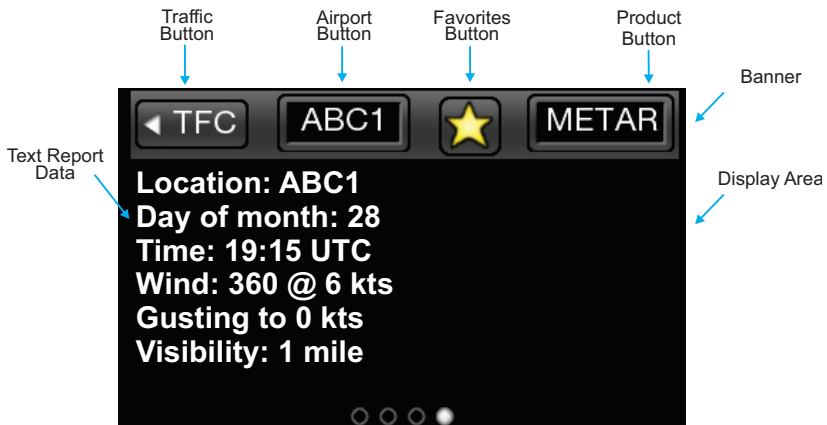 Traffic
Button
Airport
Button
Favorites
Button
Product
Button
Banner
TFC
ABC1
METAR
Text Report
Data
Display Area
Location: ABC1
Day of month: 28
Time: 19:15 UTC
Wind: 360 @ 6 kts
Gusting to 0 kts
Visibility: 1 mile